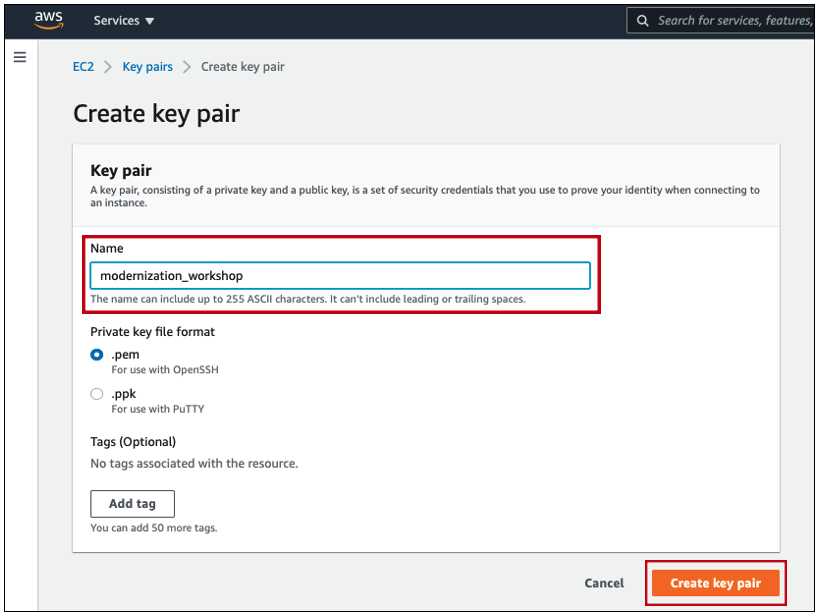 aws Services Search for services, features,
EC2 > Key pairs > Create key pair
Create key pair
Key pair
A key pair, consisting of a private key and a public key, is a set of security credentials that you use to prove your identity when connecting to
an instance.
Name
modernization_workshop
The name can include up to 255 ASCII characters. It can't include leading or trailing spaces.
Private key file format
.pem
For use with OpenSSH
.ppk
For use with PuTTY
Tags (Optional)
No tags associated with the resource.
Add tag
You can add 50 more tags.
Cancel Create key pair